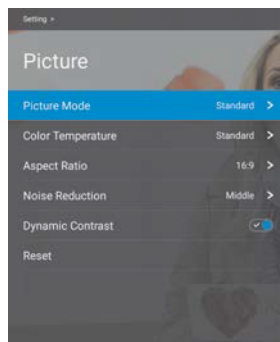 Setting >
Picture
Picture Mode Standard >
Color Temperature Standard >
Aspect Ratio 16:9 >
Noise Reduction Middle >
Dynamic Contrast
Reset